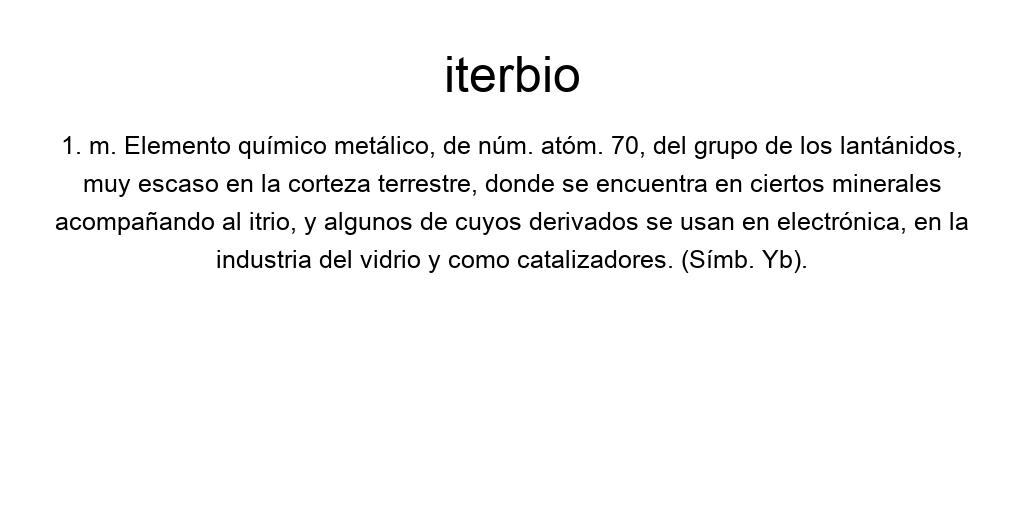 iterbio
1. m. Elemento químico metálico, de núm. atóm. 70, del grupo de los lantánidos,
muy escaso en la corteza terrestre, donde se encuentra en ciertos minerales
acompañando al itrio, y algunos de cuyos derivados se usan en electrónica, en la
industria del vidrio y como catalizadores. (Símb. Yb).